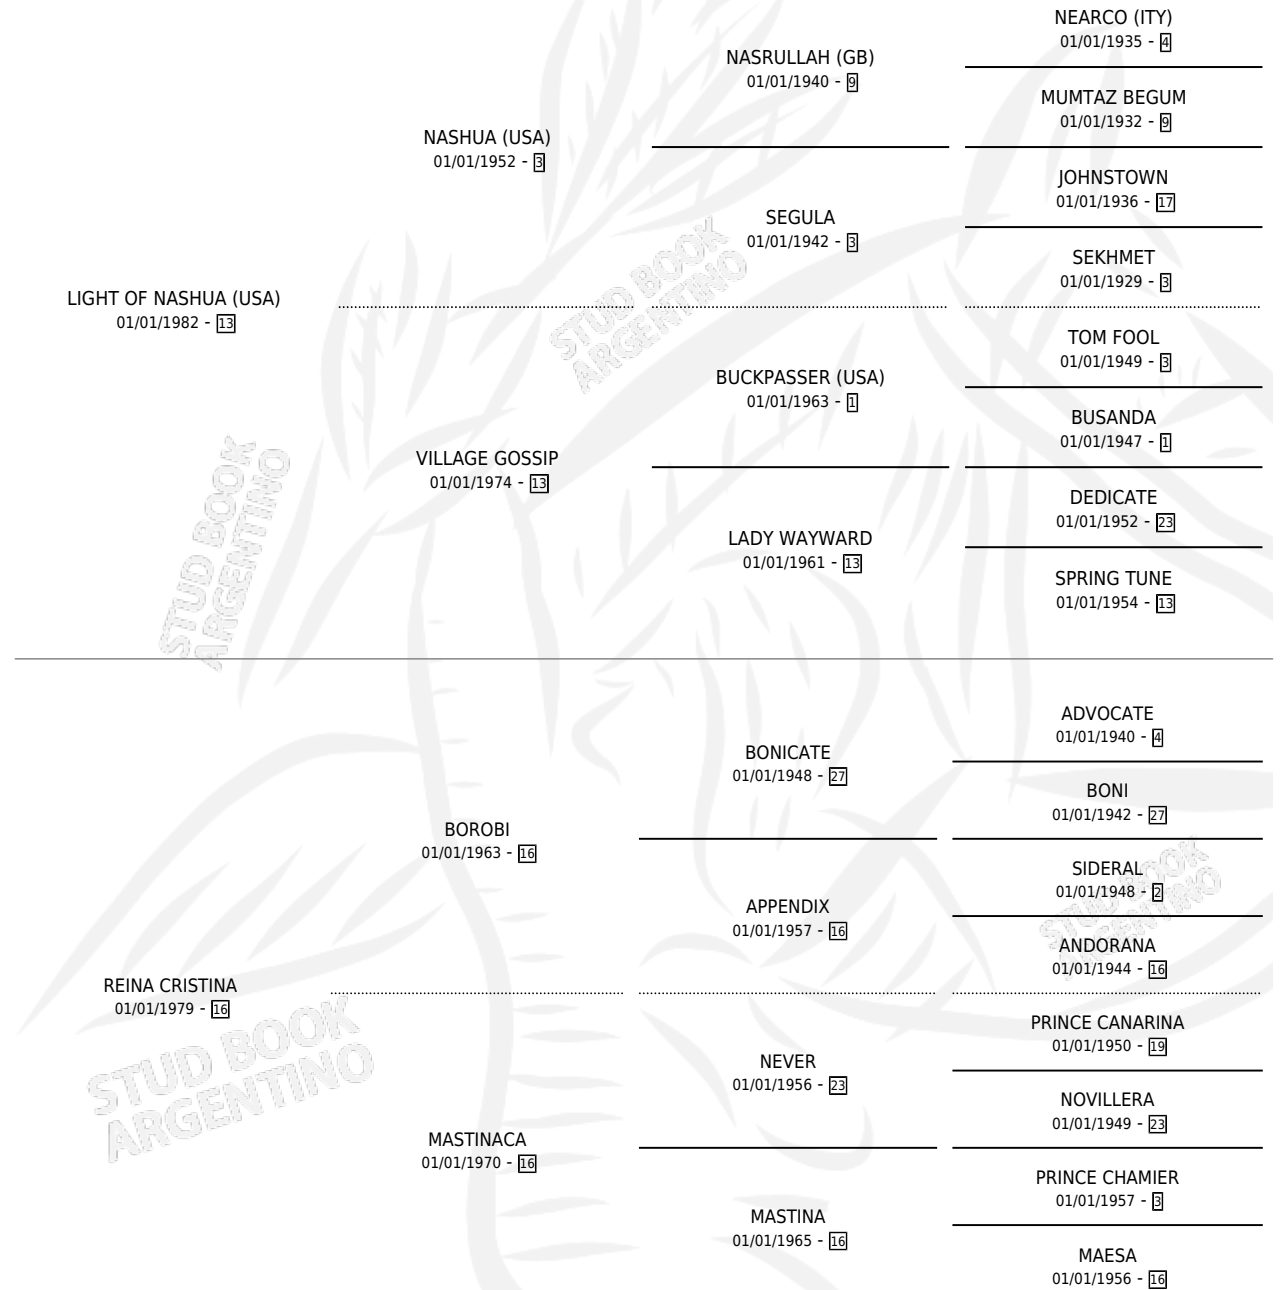 NEARCO (ITY)
01/01/1935 - 4
NASRULLAH (GB)
01/01/1940 - 9
MUMTAZ BEGUM
01/01/1932 - 9
NASHUA (USA)
01/01/1952 - 3
JOHNSTOWN
01/01/1936 - 17
SEGULA
01/01/1942 - 3
SEKHMET
01/01/1929 - 3
LIGHT OF NASHUA (USA)
01/01/1982 - 13
TOM FOOL
01/01/1949 - 3
BUCKPASSER (USA)
01/01/1963 - 1
BUSANDA
01/01/1947 - 1
VILLAGE GOSSIP
01/01/1974 - 13
DEDICATE
01/01/1952 - 23
LADY WAYWARD
01/01/1961 - 13
SPRING TUNE
01/01/1954 - 13
STUD BOOK
ARGENTINO
STUD BOOK
ARGENTINO
ADVOCATE
01/01/1940 - 4
BONICATE
01/01/1948 - 27
BONI
01/01/1942 - 27
BOROBI
01/01/1963 - 16
SIDERAL
01/01/1948 - 2
APPENDIX
01/01/1957 - 16
ANDORANA
01/01/1944 - 16
STUD BOOK
ARGENTINO
REINA CRISTINA
01/01/1979 - 16
PRINCE CANARINA
01/01/1950 - 19
NEVER
01/01/1956 - 23
NOVILLERA
01/01/1949 - 23
STUD BOOK
ARGENTINO
MASTINACA
01/01/1970 - 16
PRINCE CHAMIER
01/01/1957 - 3
MASTINA
01/01/1965 - 16
MAESA
01/01/1956 - 16